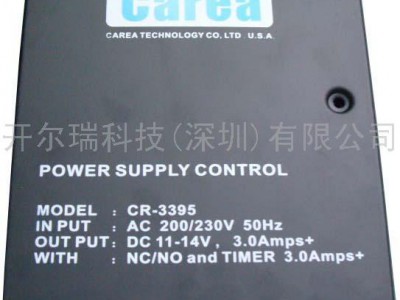 Carea
CAREA TECHNOLOGY CO. LTD U.S.A.
开尔瑞科技(深圳)有限公司
POWER SUPPLY CONTROL
MODEL : CR-3395
IN PUT : AC 200/230V 50Hz
OUT PUT: DC 11-14V , 3.0Amps+
WITH : NC/NO and TIMER 3.0Amps+